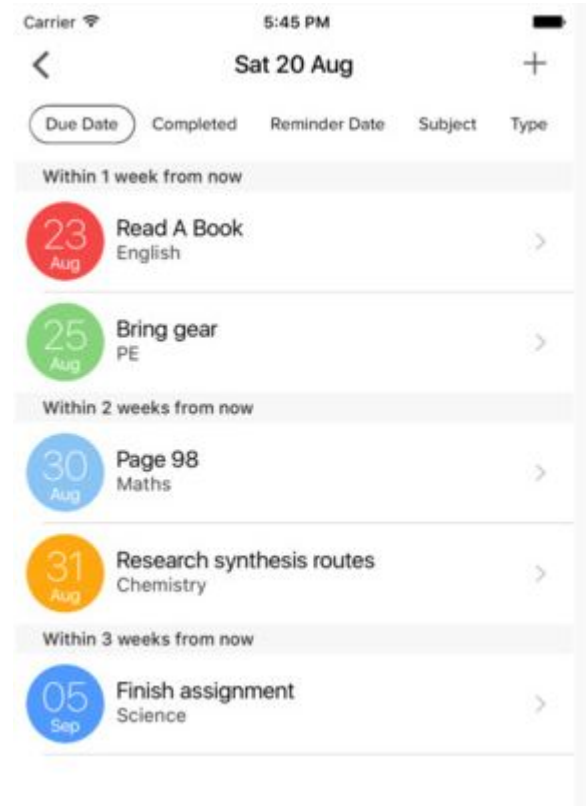 Carrier 5:45 PM
Sat 20 Aug
Due Date Completed Reminder Date Subject Type
Within 1 week from now
23
Aug
Read A Book
English
25
Aug
Bring gear
PE
Within 2 weeks from now
30
Aug
Page 98
Maths
31
Aug
Research synthesis routes
Chemistry
Within 3 weeks from now
05
Sep
Finish assignment
Science